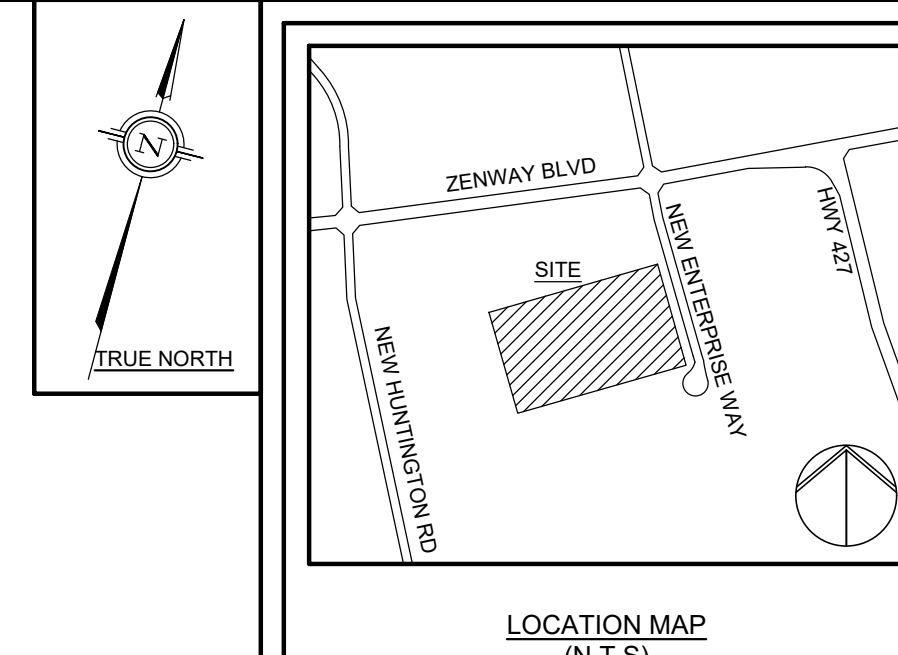 N
TRUE NORTH
ZENWAY BLVD
HWY 427
NEW ENTERPRISE WAY
SITE
NEW HUNTINGTON RD
LOCATION MAP
(N.T.S)